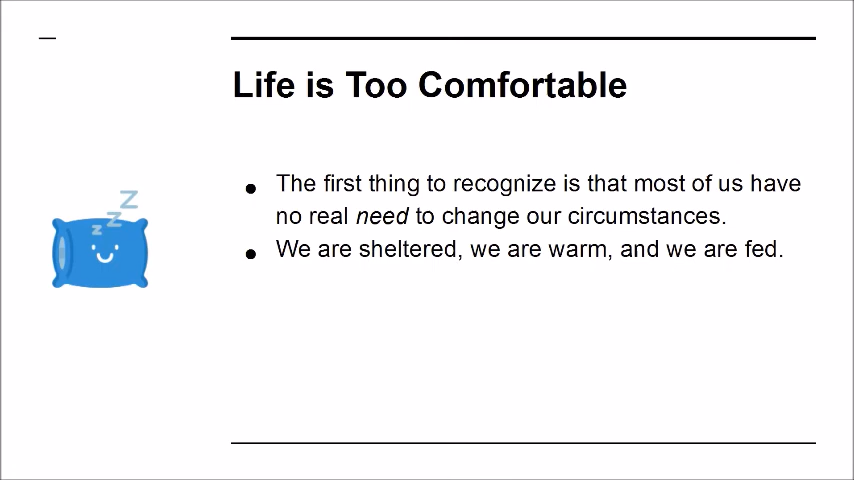 Life is Too Comfortable
Z
Z
Z
● The first thing to recognize is that most of us have
no real need to change our circumstances.
● We are sheltered, we are warm, and we are fed.